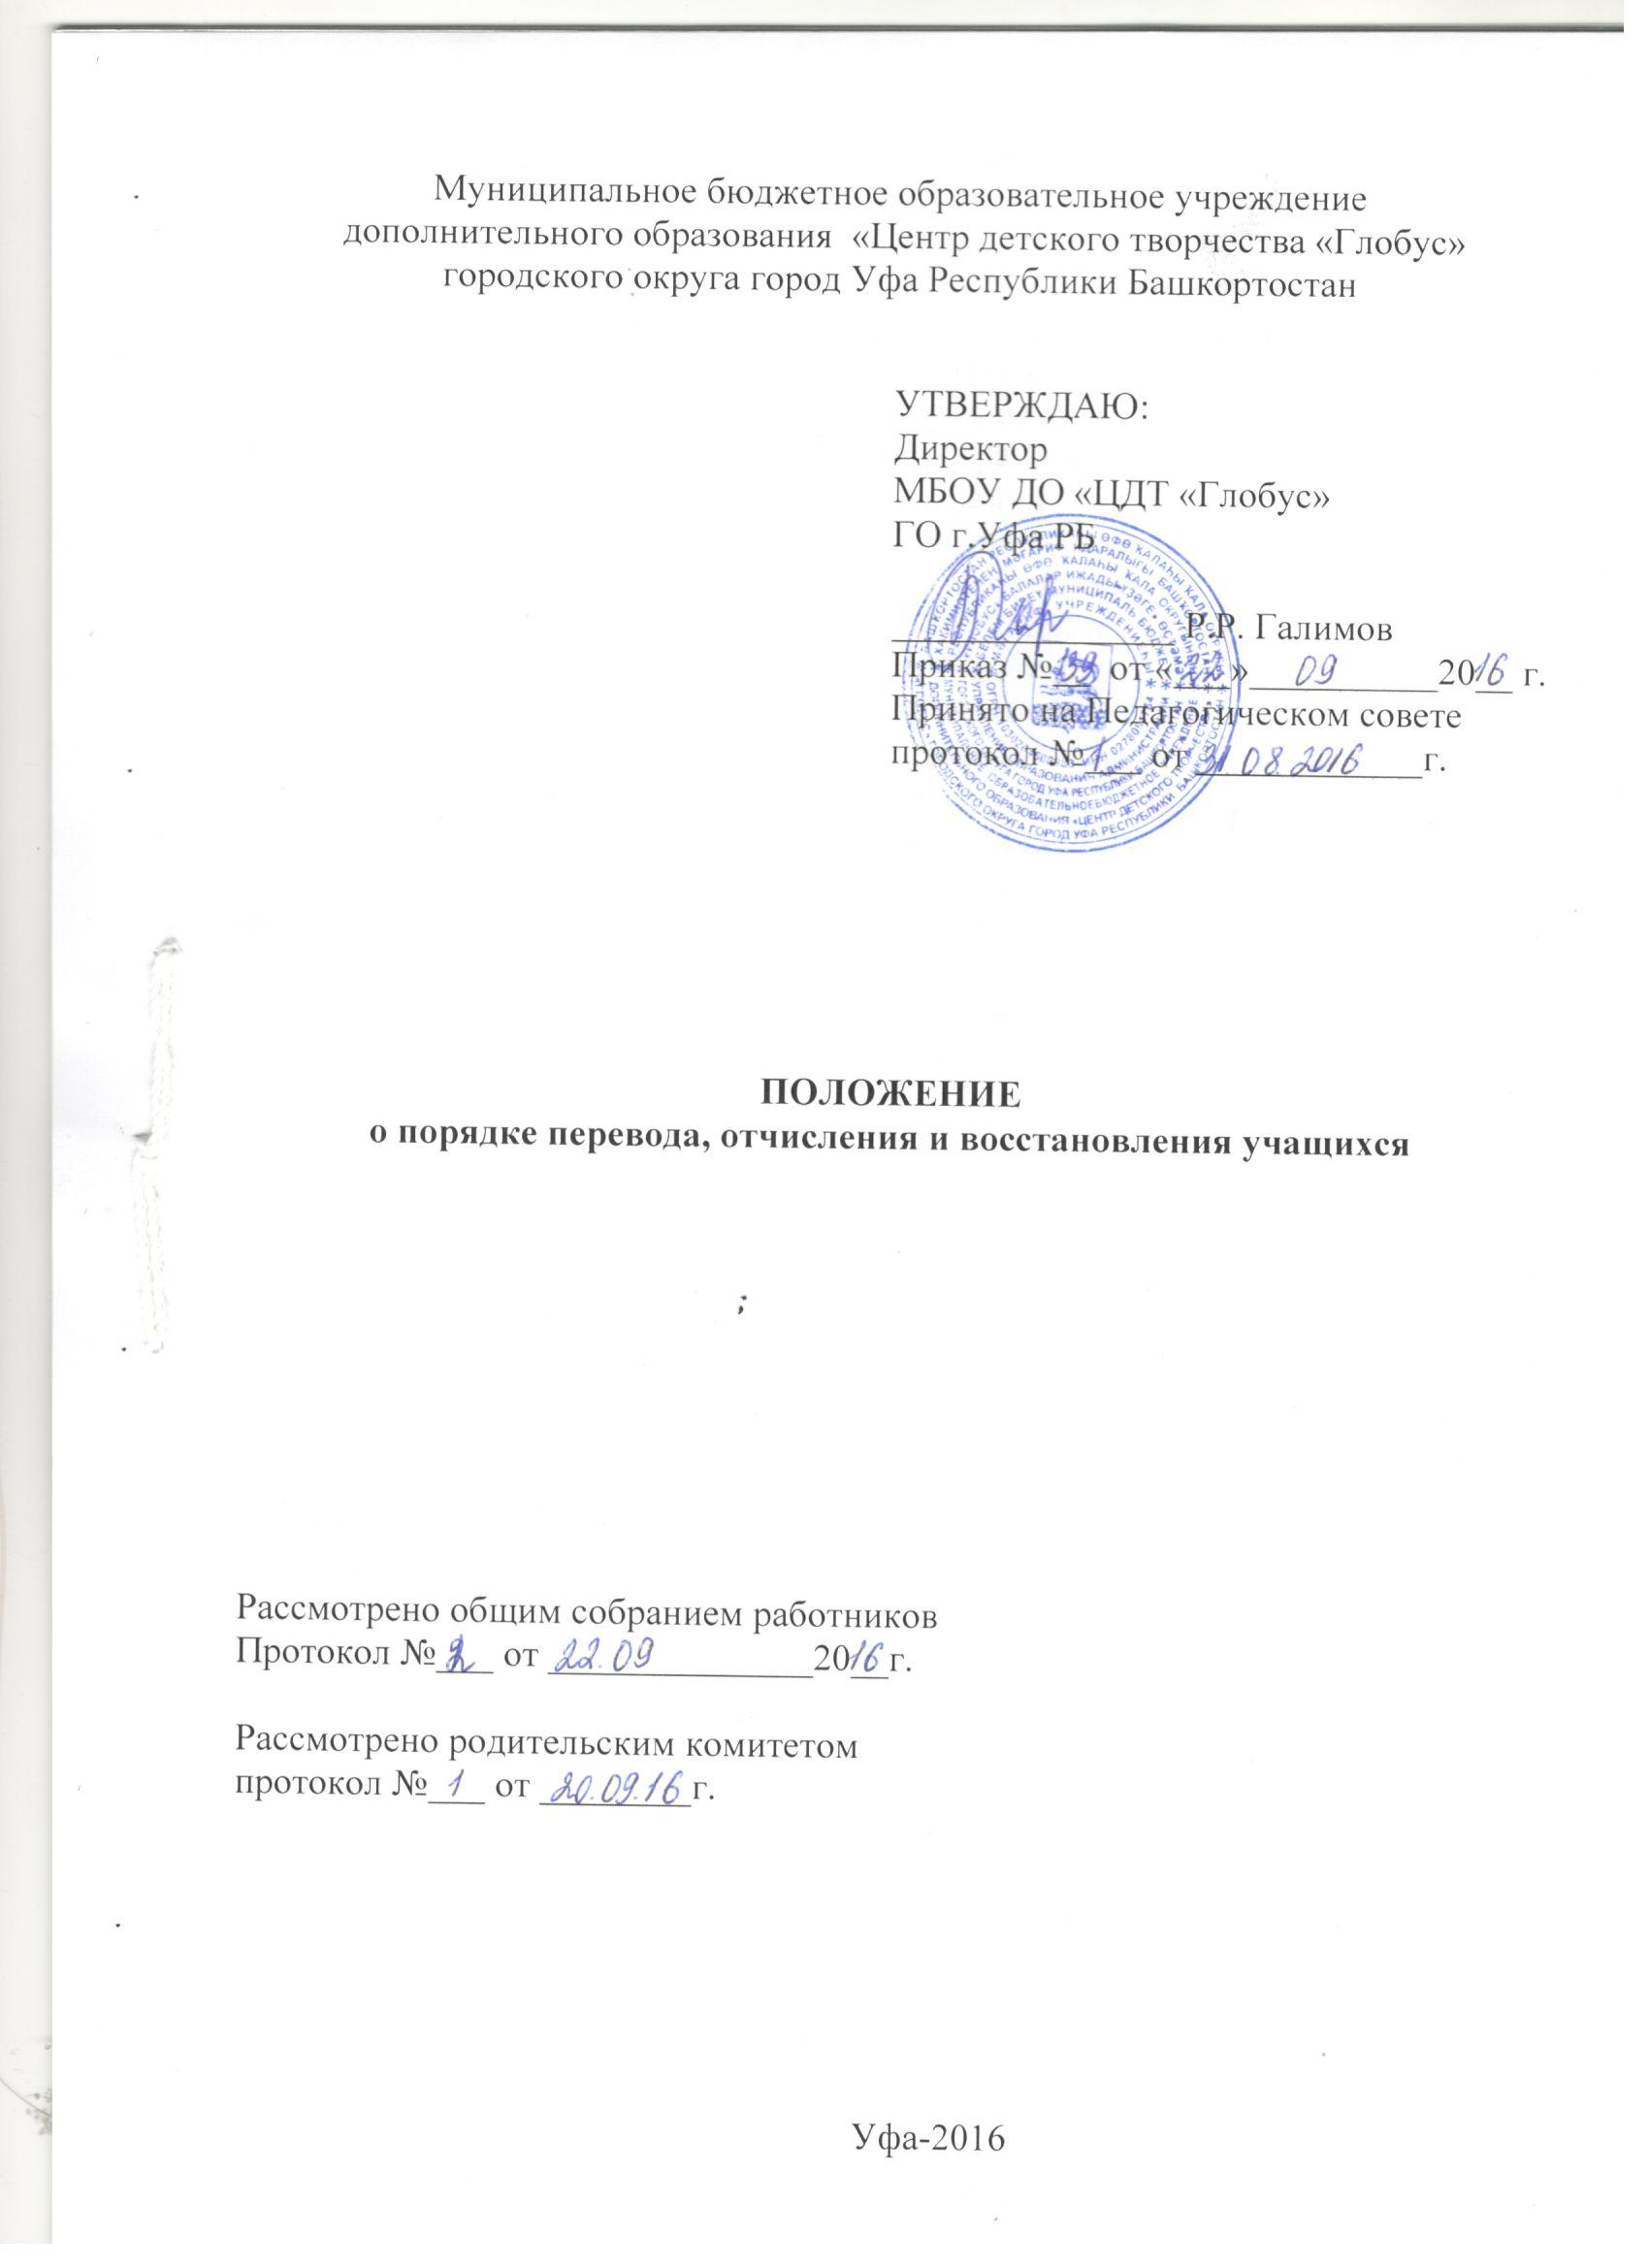 Муниципальное бюджетное образовательное учреждение
дополнительного образования «Центр детского творчества «Глобус»
городского округа город Уфа Республики Башкортостан
УТВЕРЖДАЮ:
Директор
МБОУ ДО «ЦДТ «Глобус»
ГО г.Уфа РБ
Р.Р. Галимов
Приказ № от «22» 09 2016 г.
Принято на Педагогическом совете
протокол № 1 от 31.08.2016 г.
ПОЛОЖЕНИЕ
о порядке перевода, отчисления и восстановления учащихся
Рассмотрено общим собранием работников
Протокол № 2 от 22.09 2016 г.
Рассмотрено родительским комитетом
протокол № 1 от 20.09.16 г.
Уфа-2016